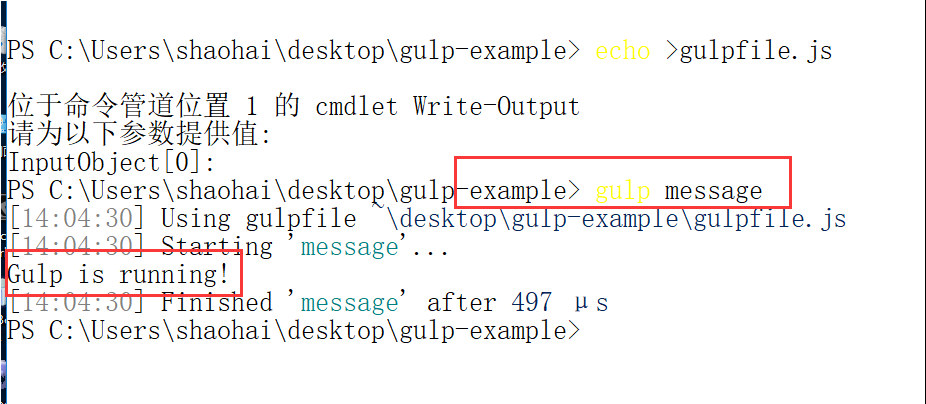 PS C:\Users\shaohai\desktop\gulp-example> echo >gulpfile.js
位于命令管道位置 1 的 cmdlet Write-Output
请为以下参数提供值:
InputObject[0]:
PS C:\Users\shaohai\desktop\gulp-example> gulp message
[14:04:30] Using gulpfile ~\desktop\gulp-example\gulpfile.js
[14:04:30] Starting 'message'...
Gulp is running!
[14:04:30] Finished 'message' after 497 μs
PS C:\Users\shaohai\desktop\gulp-example>